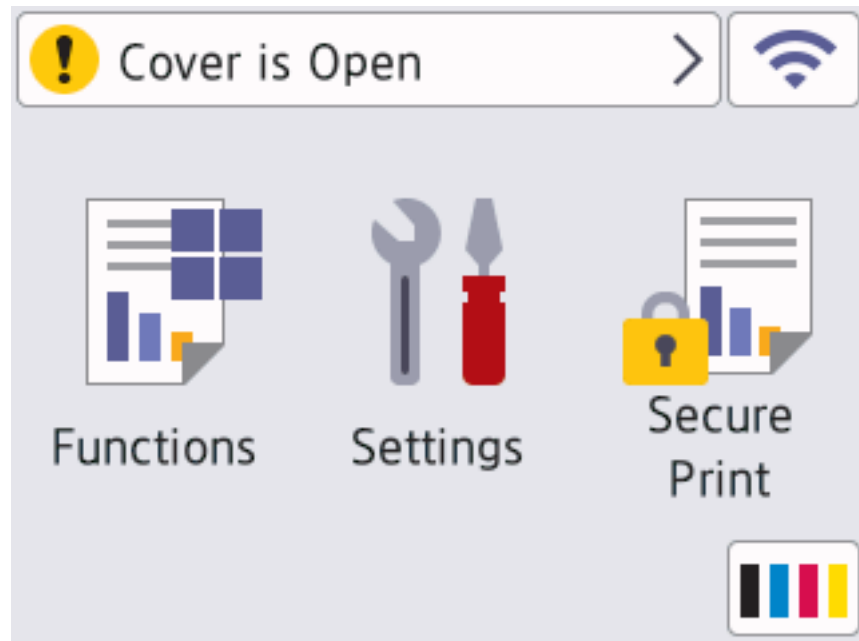 Cover is Open
Functions
Settings
Secure
Print